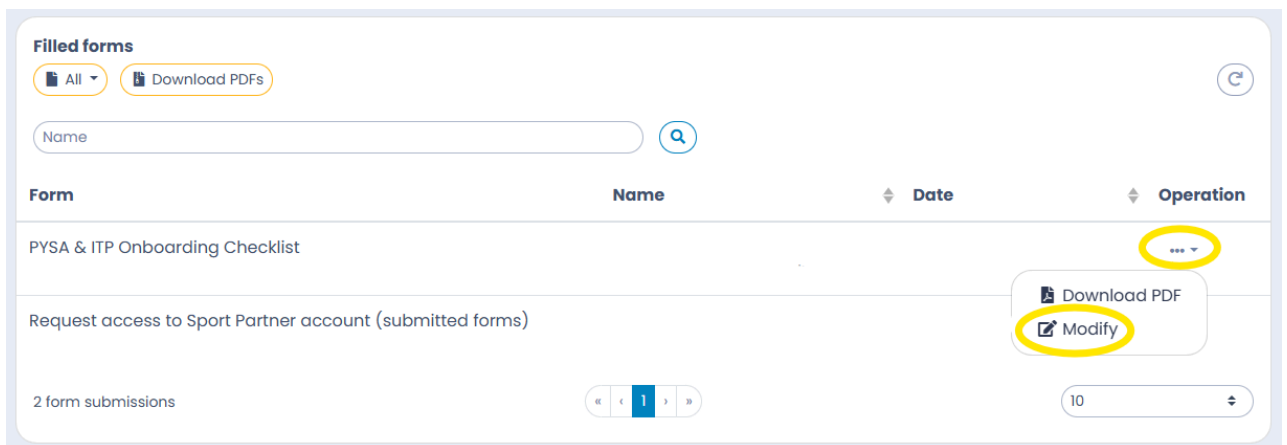 Filled forms
All Download PDFs
Name
Form Name Date Operation
PYSA & ITP Onboarding Checklist
Download PDF
Request access to Sport Partner account (submitted forms)
Modify
2 form submissions « ‹ 1 › » 10